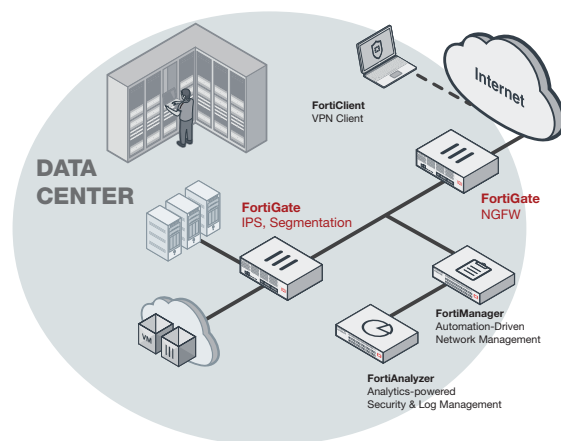 Internet
FortiClient
VPN Client
DATA
CENTER
FortiGate
IPS, Segmentation
FortiGate
NGFW
VM
FortiManager
Automation-Driven
Network Management
FortiAnalyzer
Analytics-powered
Security & Log Management